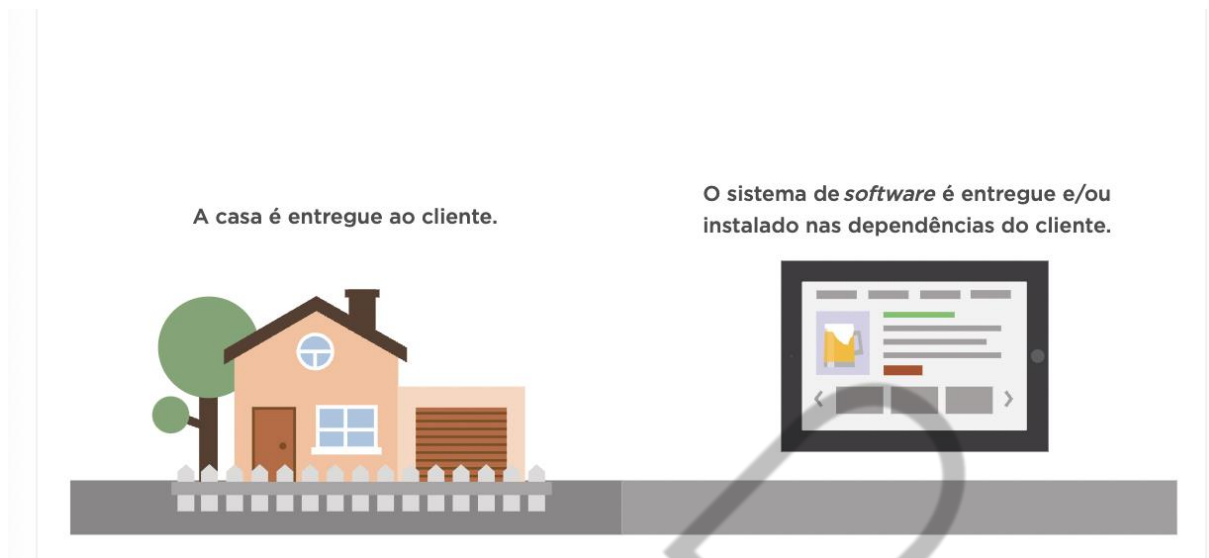 A casa é entregue ao cliente.
O sistema de software é entregue e/ou
instalado nas dependências do cliente.